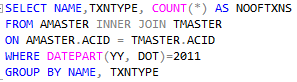 SELECT NAME,TXNTYPE, COUNT(*) AS NOOFTXNS
FROM AMASTER INNER JOIN TMASTER
ON AMASTER.ACID = TMASTER.ACID
WHERE DATEPART(YY, DOT)=2011
GROUP BY NAME, TXNTYPE